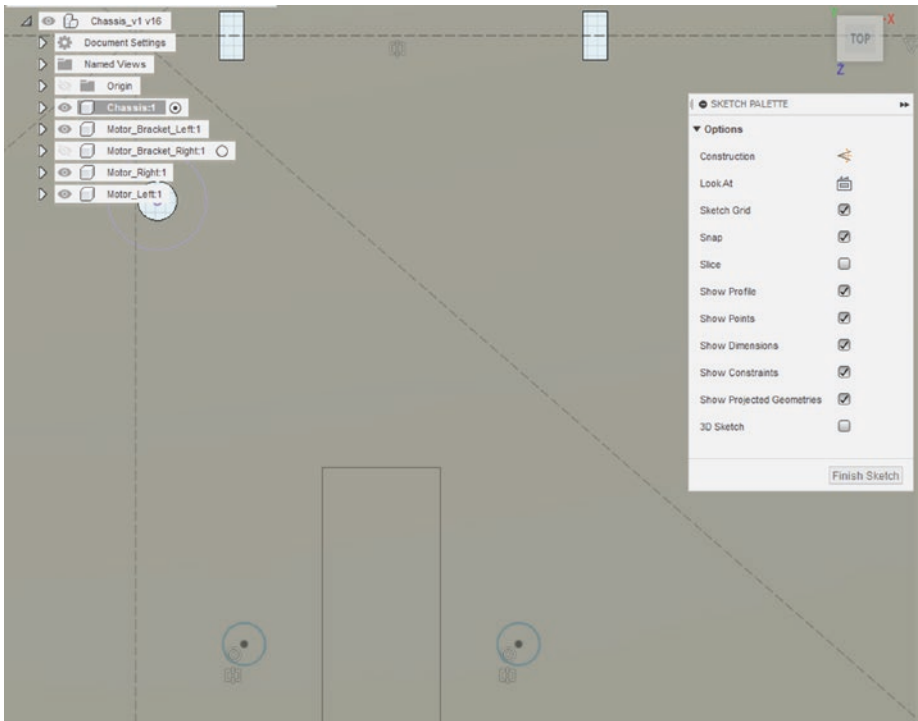 Chassis_v1 v16
Document Settings
Named Views
Origin
Chassis:1
Motor_Bracket_Left:1
Motor_Bracket_Right:1
Motor_Right:1
Motor_Left:1
X
TOP
Z
SKETCH PALETTE
Options
Construction
Look At
Sketch Grid
Snap
Slice
Show Profile
Show Points
Show Dimensions
Show Constraints
Show Projected Geometries
3D Sketch
Finish Sketch